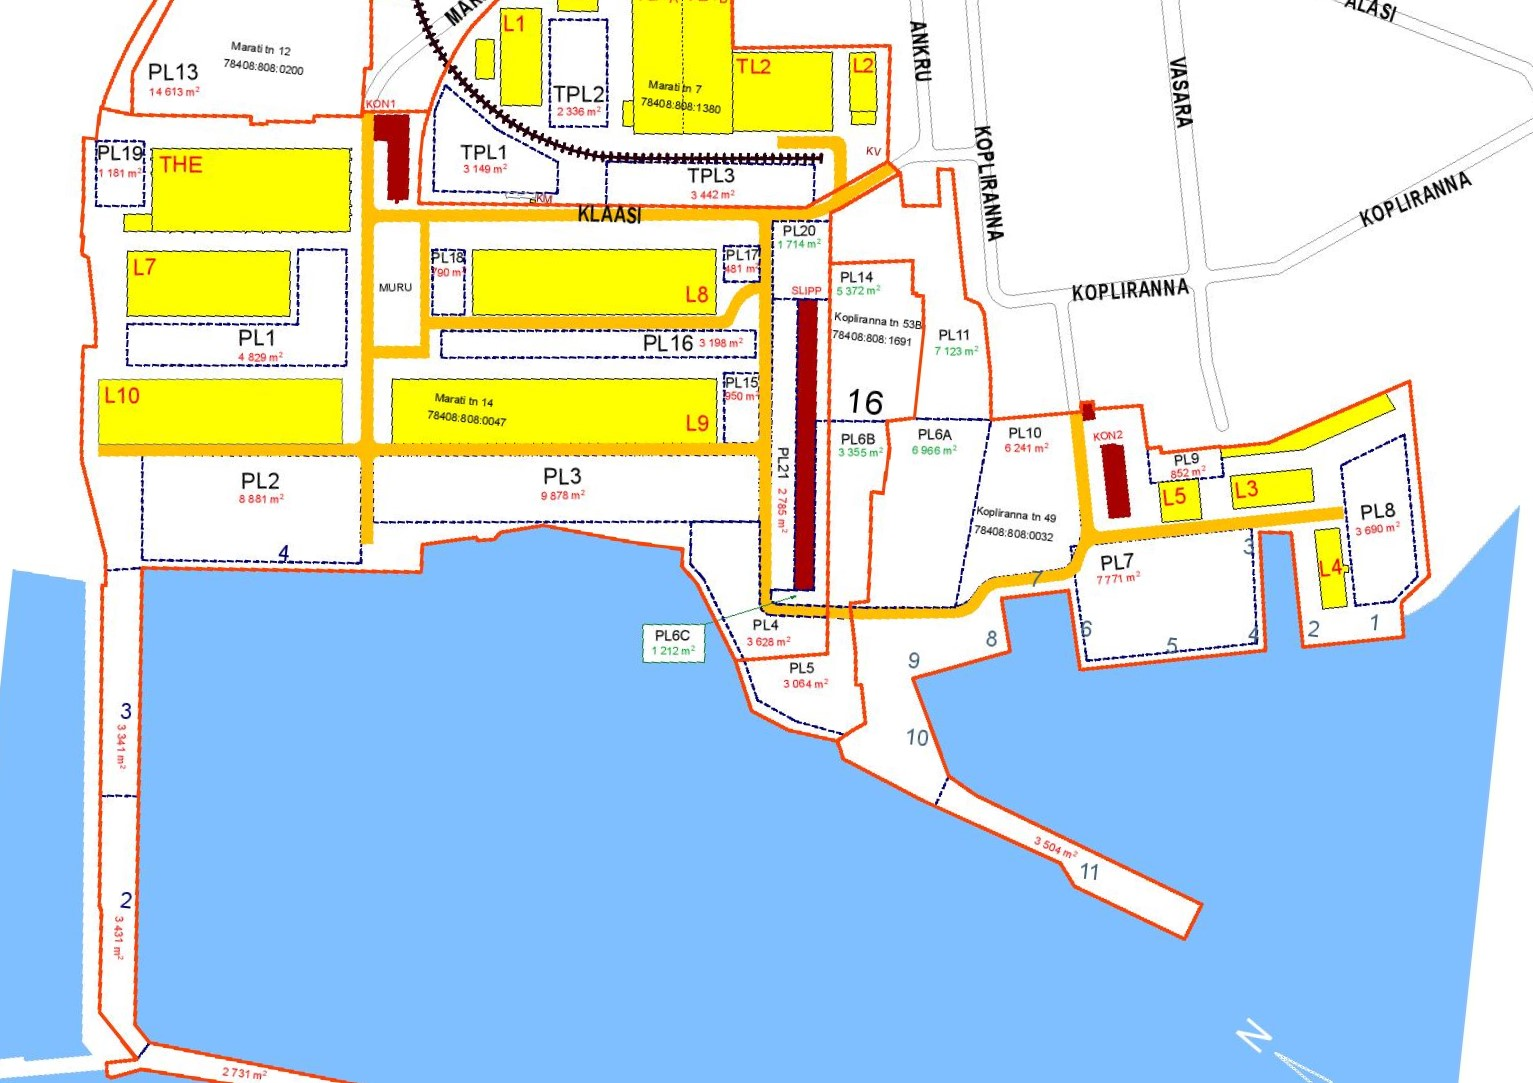 ALASI
L1
TPL2
2 336 m²
Marati tn 7
78408:808:1380
TL2
L2
ANKRU
VASARA
Marati tn 12
78408:808:0200
PL13
14 613 m²
KON1
PL19
1 181 m²
THE
TPL1
3 149 m²
KM
TPL3
3 442 m²
KV
KOPLIRANNA
KOPLIRANNA
KLAASI
L7
MURU
PL18
790 m²
L8
PL17
481 m²
PL20
1 714 m²
SLIPP
PL14
5 372 m²
Kopliranna tn 53B
78408:808:1691
PL11
7 123 m²
KOPLIRANNA
PL1
4 829 m²
PL16 3 198 m²
L10
Marati tn 14
78408:808:0047
L9
PL15
950 m²
16
PL6B
3 355 m²
PL6A
6 966 m²
PL10
6 241 m²
KON2
PL9
852 m²
L5
L3
PL8
3 690 m²
PL2
8 881 m²
PL3
9 878 m²
PL21 2 785 m²
Kopliranna tn 49
78408:808:0032
4
7
PL7
7 771 m²
3
L4
PL6C
1 212 m²
PL4
3 628 m²
PL5
3 064 m²
8
6
5
4
2
1
9
10
3
3 341 m²
3 504 m²
11
2
3 431 m²
N
2 731 m²